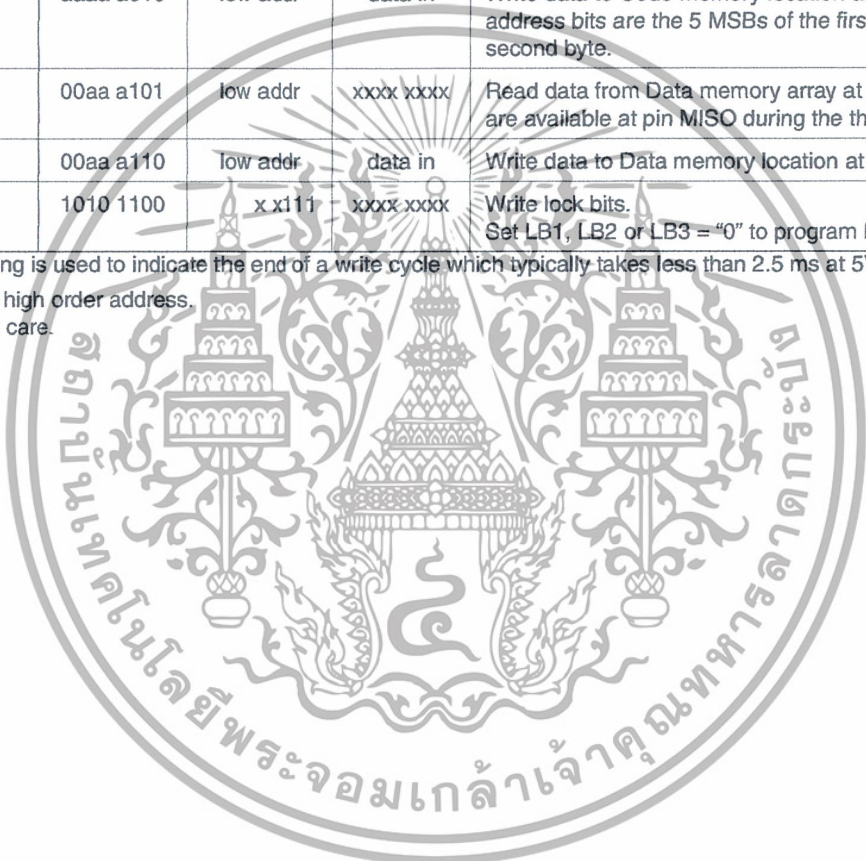 address bits are the 5 MSBs of the firs
second byte.
00aa a101 low addr xxxx xxxx Read data from Data memory array at
are available at pin MISO during the th
00aa a110 low addr data in Write data to Data memory location at
1010 1100 x x111 xxxx xxxx Write lock bits.
Set LB1, LB2 or LB3 = "0" to program
ng is used to indicate the end of a write cycle which typically takes less than 2.5 ms at 5
high order address.
care.
สถาบันเทคโนโลยีพระจอมเกล้าเจ้าคุณทหารลาดกระบัง